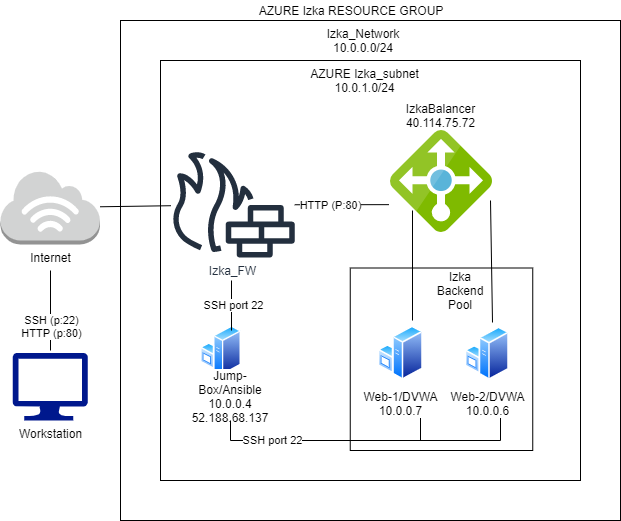 AZURE Izka RESOURCE GROUP
Izka_Network
10.0.0.0/24
AZURE Izka_subnet
10.0.1.0/24
IzkaBalancer
40.114.75.72
HTTP (P:80)
Internet
Izka_FW
Izka
Backend
Pool
SSH port 22
SSH (p:22)
HTTP (p:80)
Jump-
Box/Ansible
10.0.0.4
52.188.68.137
Web-1/DVWA
10.0.0.7
Web-2/DVWA
10.0.0.6
Workstation
SSH port 22